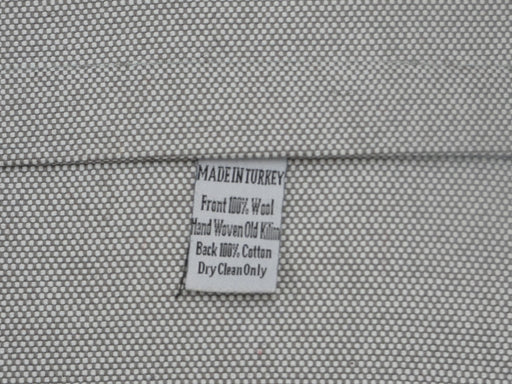 MADE IN TURKEY
Front 100% Wool
Hand Woven Old Kilim
Back 100% Cotton
Dry Clean Only